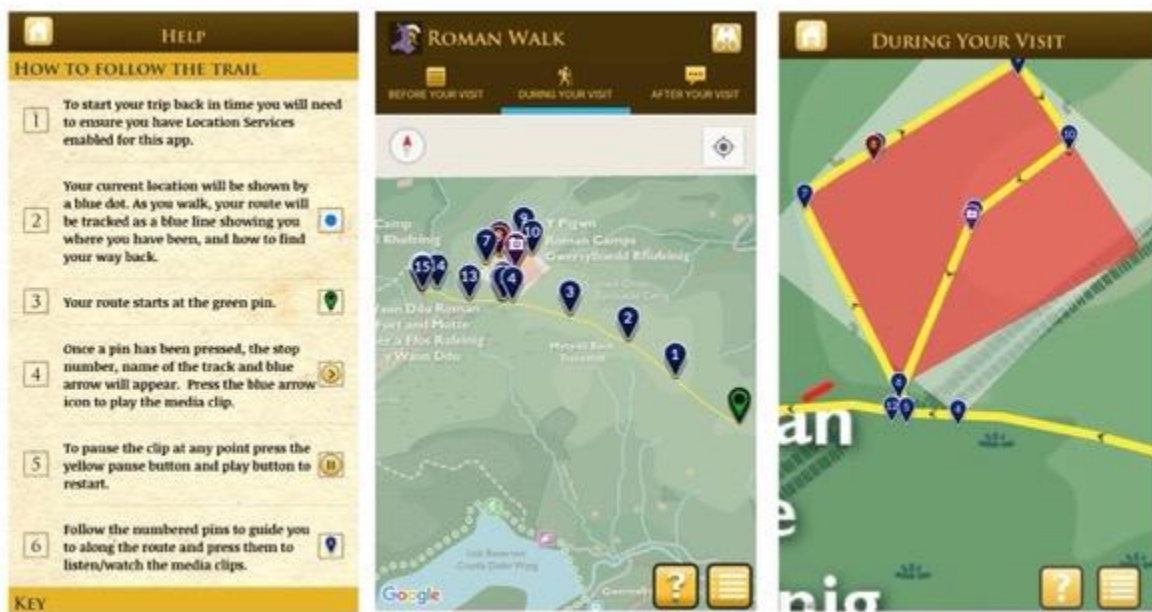 HELP
HOW TO FOLLOW THE TRAIL
1
To start your trip back in time you will need
to ensure you have Location Services
enabled for this app.
2
Your current location will be shown by
a blue dot. As you walk, your route will
be tracked as a blue line showing you
where you have been, and how to find
your way back.
3
Your route starts at the green pin.
4
Once a pin has been pressed, the stop
number, name of the track and blue
arrow will appear. Press the blue arrow
icon to play the media clip.
5
To pause the clip at any point press the
yellow pause button and play button to
restart.
6
Follow the numbered pins to guide you
to along the route and press them to
listen/watch the media clips.
KEY
ROMAN WALK
BEFORE YOUR VISIT
DURING YOUR VISIT
AFTER YOUR VISIT
Camp
9
Y Pigwn
10
Roman Camps
7
15
14
13
4
3
2
1
Waun Ddu Roman
Fort and Motte
y Waun Ddu
Google
?
DURING YOUR VISIT
8
10
7
6
12
5
4
an
e
nig
?